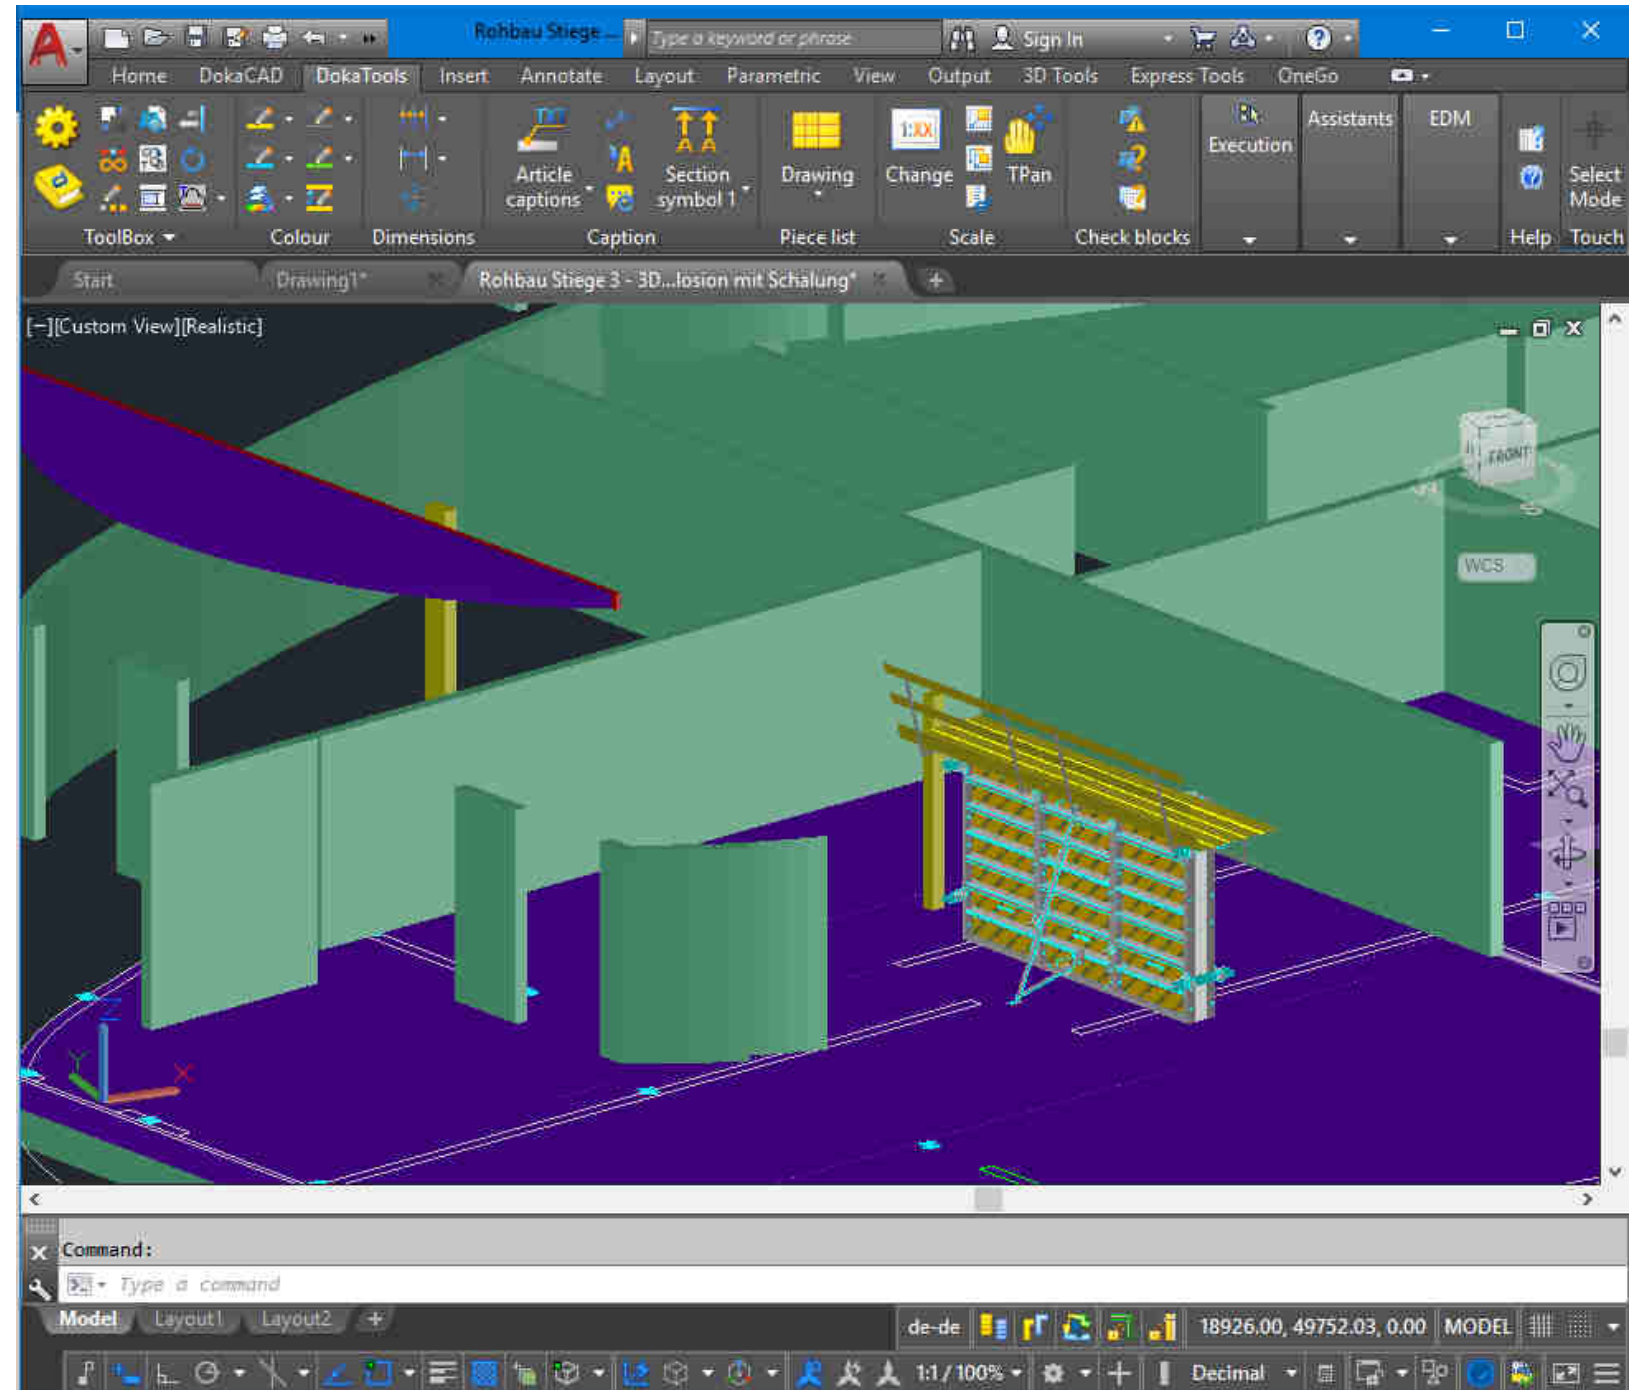 Rohbau Stiege ...
Type a keyword or phrase
Sign In
Home DokaCAD DokaTools Insert Annotate Layout Parametric View Output 3D Tools Express Tools OneGo
Article captions
Section symbol 1
Drawing
1:XX
Change
TPan
Execution
Assistants
EDM
Select Mode
ToolBox Colour Dimensions Caption Piece list Scale Check blocks Help Touch
Start
Drawing1*
Rohbau Stiege 3 - 3D...losion mit Schalung*
[−][Custom View][Realistic]
FRONT
WCS
Z
Y
X
Command:
Type a command
Model Layout1 Layout2 +
de-de
18926.00, 49752.03, 0.00 MODEL
1:1 / 100%
Decimal